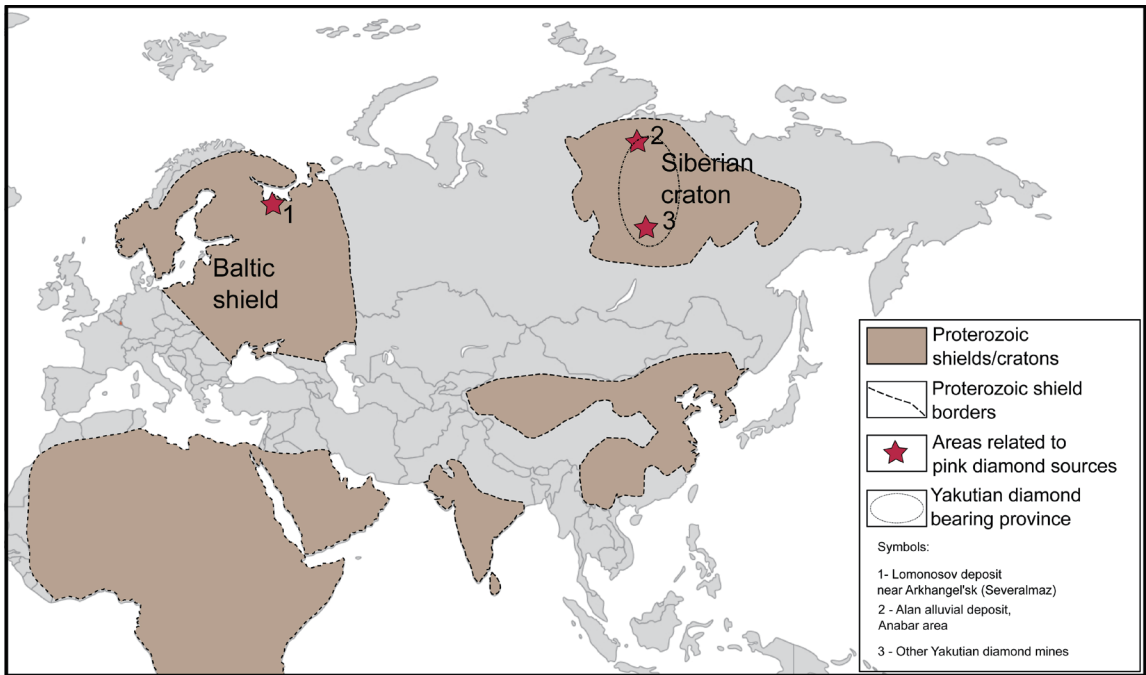 2
Siberian
craton
3
1
Baltic
shield
Proterozoic
shields/cratons
Proterozoic shield
borders
Areas related to
pink diamond sources
Yakutian diamond
bearing province
Symbols:
1- Lomonosov deposit
near Arkhangel'sk (Severalmaz)
2 - Alan alluvial deposit,
Anabar area
3 - Other Yakutian diamond mines